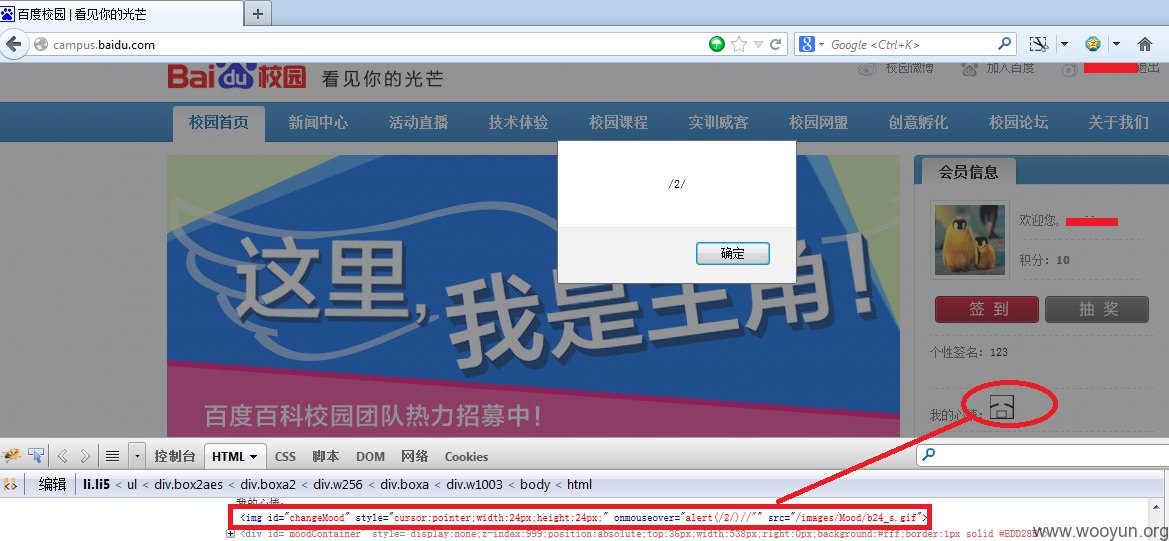 百度校园 | 看见你的光芒
campus.baidu.com
Google <Ctrl+K>
Bai du 校园 看见你的光芒
校园微博 加入百度 退出
校园首页 新闻中心 活动直播 技术体验 校园课程 实训威客 校园网盟 创意孵化 校园论坛 关于我们
/2/
确定
这里,我是主角!
百度百科校园团队热力招募中!
会员信息
欢迎您,
积分: 10
签 到 抽 奖
个性签名: 123
我的心情:
控制台 HTML CSS 脚本 DOM 网络 Cookies
编辑 li.li5 < ul < div.box2aes < div.boxa2 < div.w256 < div.boxa < div.w1003 < body < html
我的心情:
<img id="changeMood" style="cursor:pointer;width:24px;height:24px;" onmouseover="alert(/2/)//"" src="/images/Mood/b24_s.gif">
<div id="moodContainer" style="display:none;z-index:999;position:absolute;top:36px;width:538px;right:0px;background:#fff;border:1px solid #EDD28B
www.wooyun.org